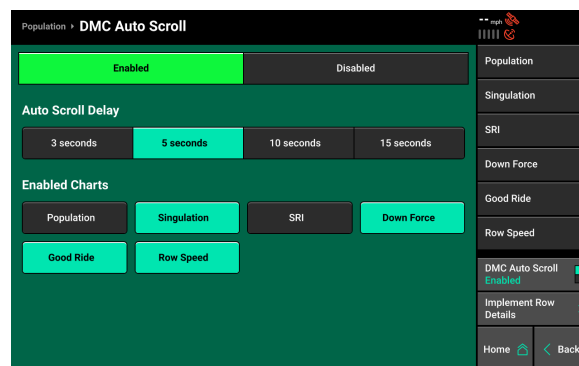 Population › DMC Auto Scroll
Enabled
Disabled
Auto Scroll Delay
3 seconds
5 seconds
10 seconds
15 seconds
Enabled Charts
Population
Singulation
SRI
Down Force
Good Ride
Row Speed
-- mph
Population
Singulation
SRI
Down Force
Good Ride
Row Speed
DMC Auto Scroll
Enabled
Implement Row
Details
Home
Back